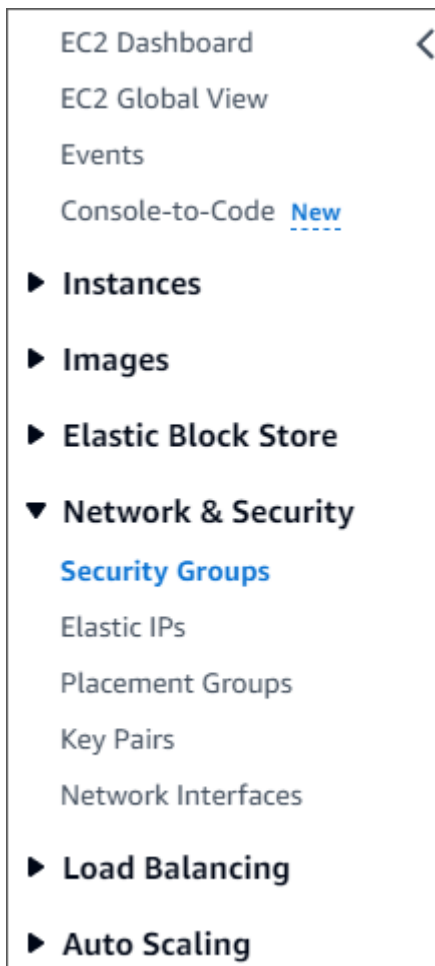 EC2 Dashboard
EC2 Global View
Events
Console-to-Code New
Instances
Images
Elastic Block Store
Network & Security
Security Groups
Elastic IPs
Placement Groups
Key Pairs
Network Interfaces
Load Balancing
Auto Scaling